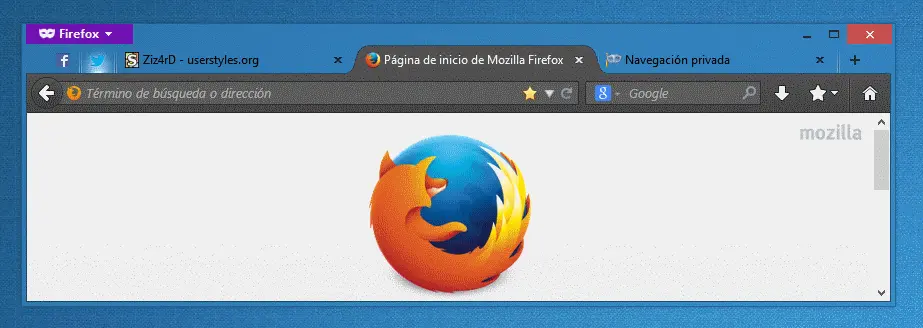 Firefox
Ziz4rD - userstyles.org
Página de inicio de Mozilla Firefox
Navegación privada
Término de búsqueda o dirección
Google
mozilla